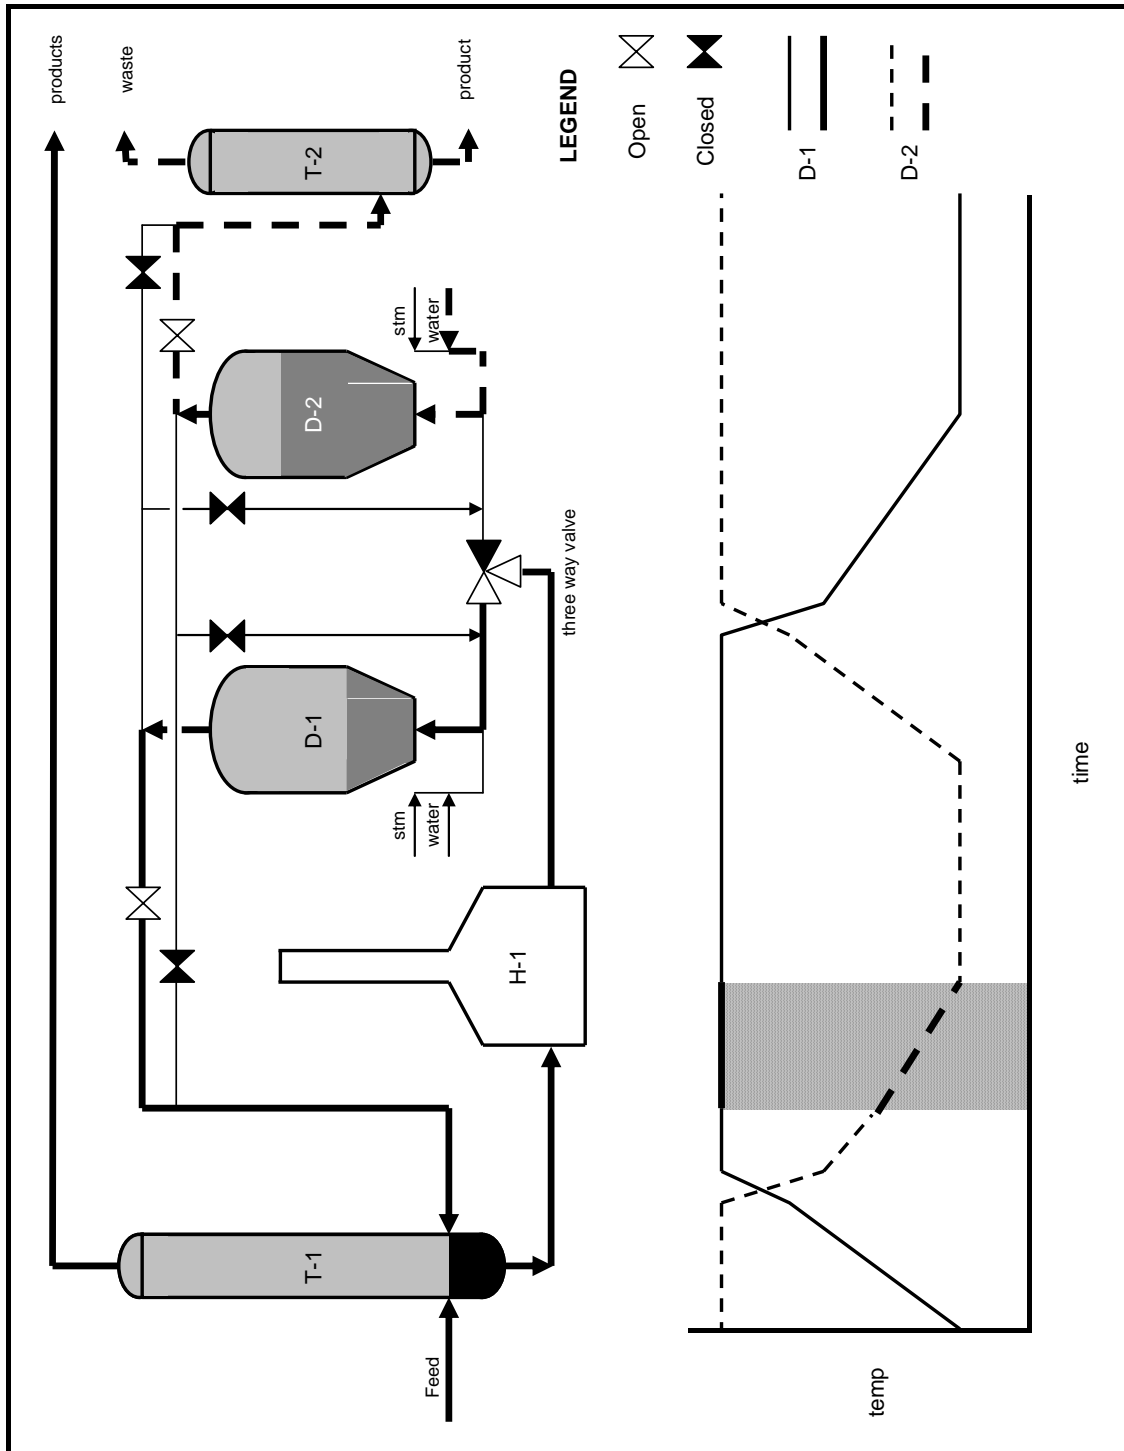 products
waste
T-2
product
stm
water
D-2
three way valve
D-1
stm
water
H-1
T-1
Feed
LEGEND
Open
Closed
D-1
D-2
temp
time